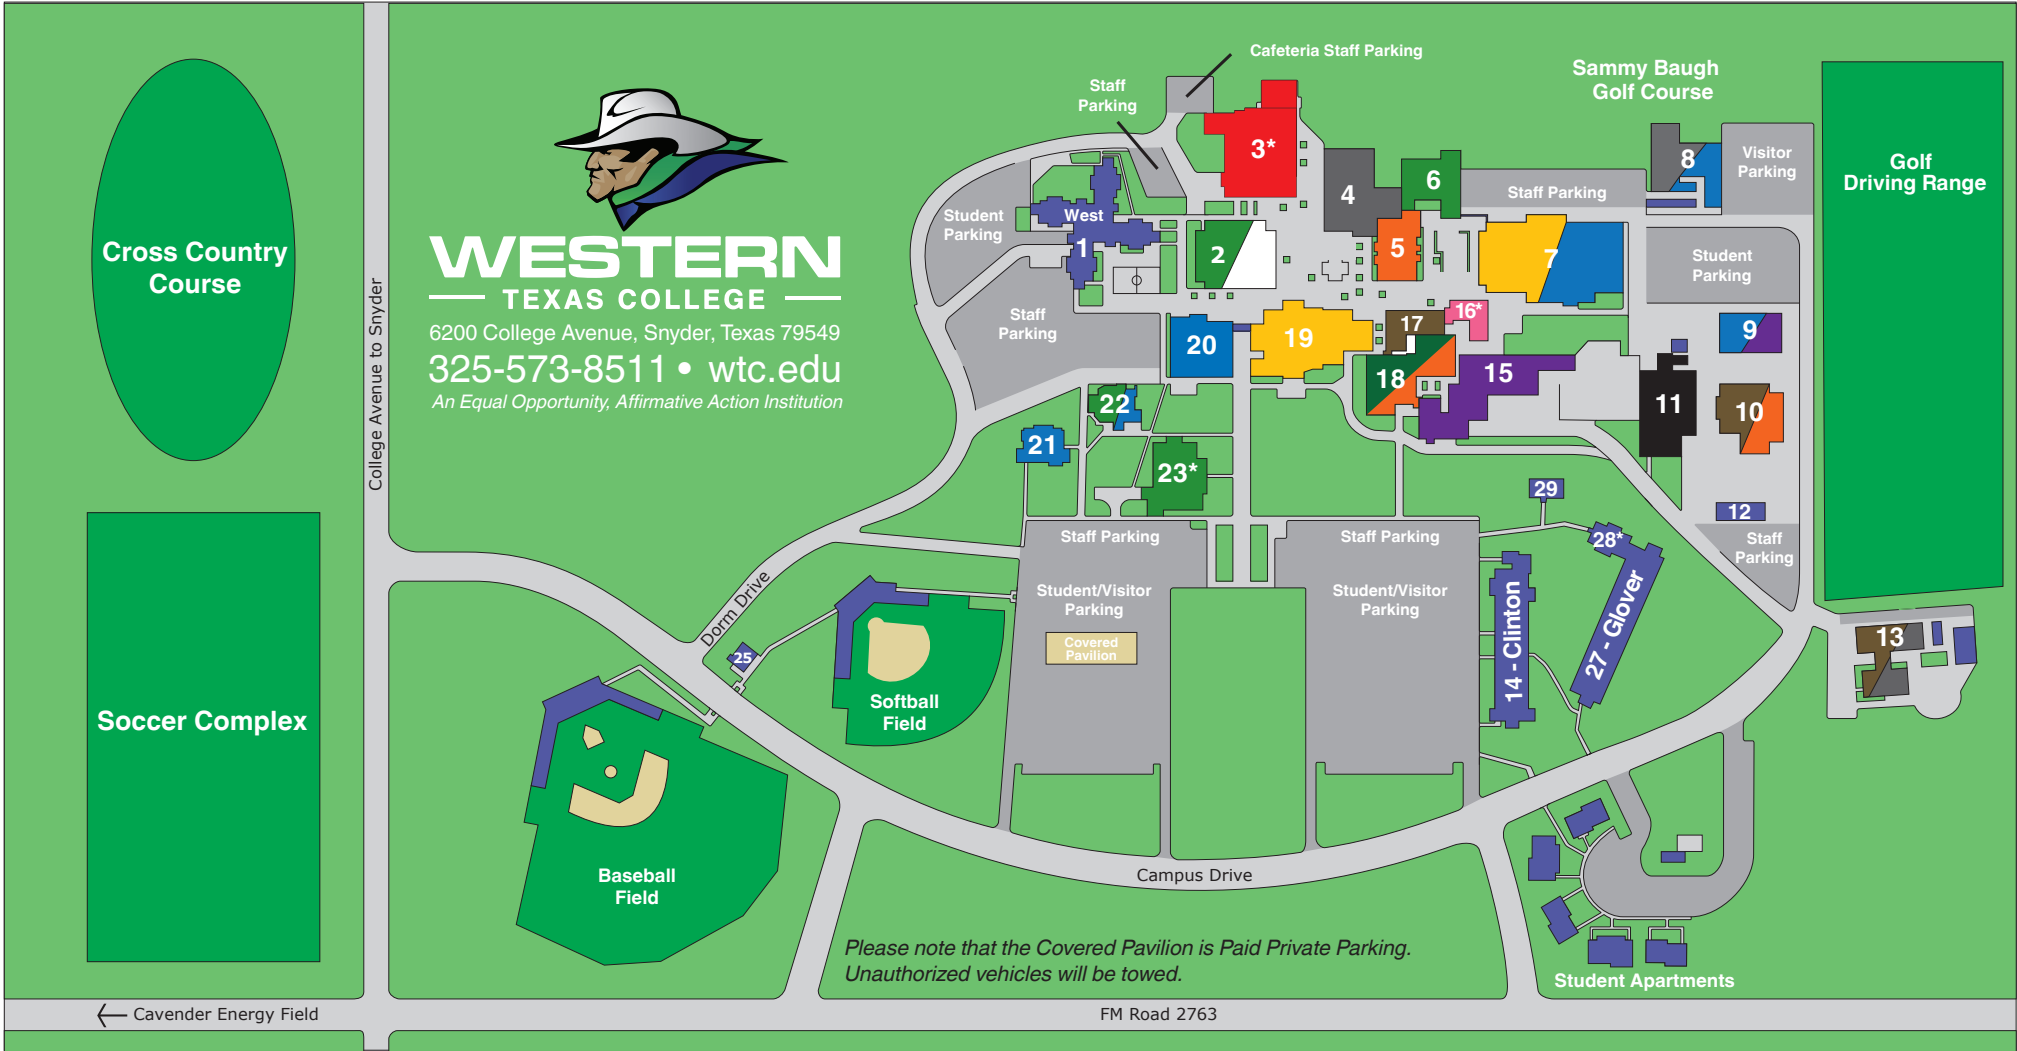 Cafeteria Staff Parking
Staff
Parking
Sammy Baugh
Golf Course
Cross Country
Course
College Avenue to Snyder
Soccer Complex
WESTERN
TEXAS COLLEGE
6200 College Avenue, Snyder, Texas 79549
325-573-8511 • wtc.edu
An Equal Opportunity, Affirmative Action Institution
Student
Parking
West
1
2
3*
4
5
6
Staff Parking
7
8
Visitor
Parking
Golf
Driving Range
Student
Parking
9
10
11
12
Staff
Parking
13
Staff
Parking
20
19
17
16*
18
15
22
21
23*
29
28*
27 - Glover
14 - Clinton
Staff Parking
Student/Visitor
Parking
Covered
Pavilion
Staff Parking
Student/Visitor
Parking
Dorm Drive
25
Softball
Field
Baseball
Field
Campus Drive
Please note that the Covered Pavilion is Paid Private Parking.
Unauthorized vehicles will be towed.
Student Apartments
Cavender Energy Field
FM Road 2763